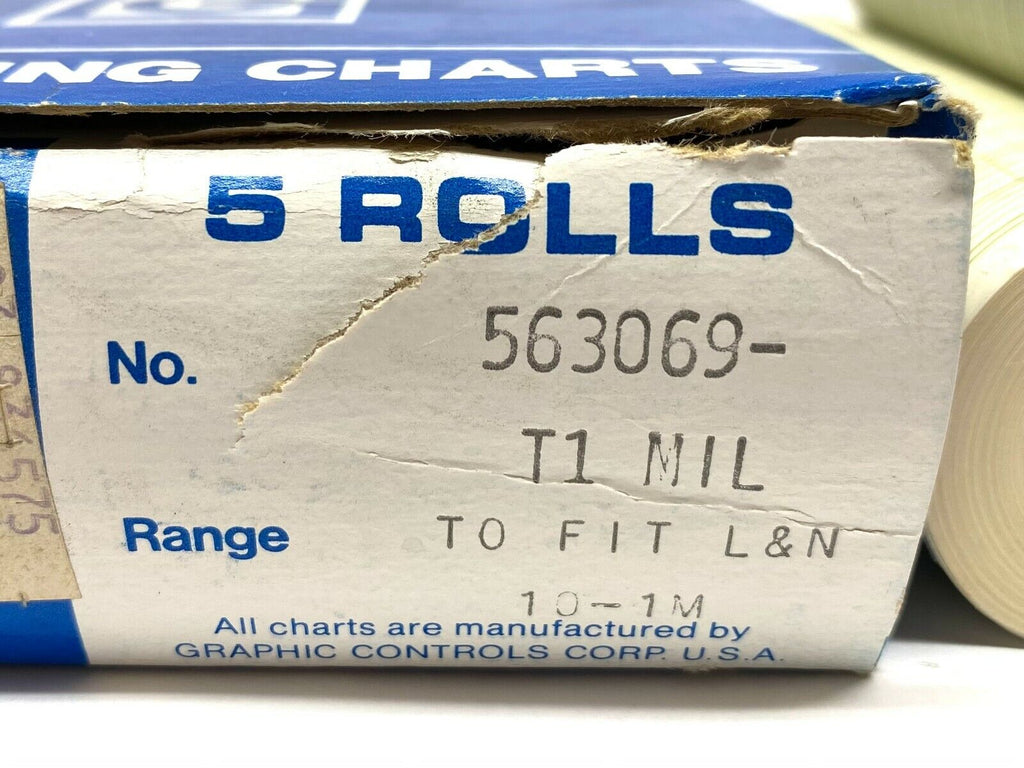 NG CHARTS
5 ROLLS
No. 563069-
T1 MIL
Range TO FIT L&N
10-1M
All charts are manufactured by
GRAPHIC CONTROLS CORP. U.S.A.